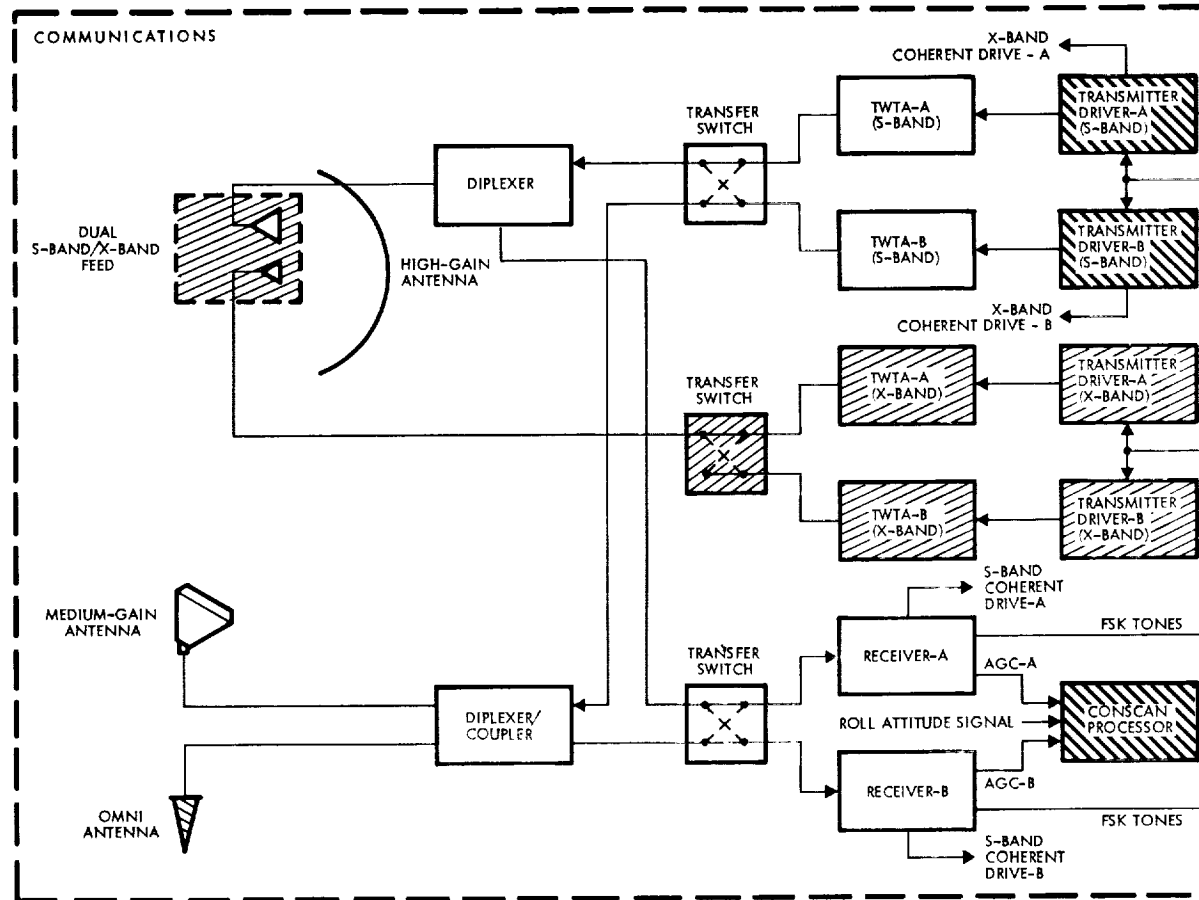 COMMUNICATIONS
X-BAND
COHERENT DRIVE - A
TRANSFER
SWITCH
TWTA-A
(S-BAND)
TRANSMITTER
DRIVER-A
(S-BAND)
DIPLEXER
DUAL
S-BAND/X-BAND
FEED
HIGH-GAIN
ANTENNA
TWTA-B
(S-BAND)
TRANSMITTER
DRIVER-B
(S-BAND)
X-BAND
COHERENT DRIVE - B
TRANSFER
SWITCH
TWTA-A
(X-BAND)
TRANSMITTER
DRIVER-A
(X-BAND)
TWTA-B
(X-BAND)
TRANSMITTER
DRIVER-B
(X-BAND)
S-BAND
COHERENT
DRIVE-A
MEDIUM-GAIN
ANTENNA
FSK TONES
TRANSFER
SWITCH
RECEIVER-A
AGC-A
DIPLEXER/
COUPLER
ROLL ATTITUDE SIGNAL
CONSCAN
PROCESSOR
RECEIVER-B
AGC-B
OMNI
ANTENNA
FSK TONES
S-BAND
COHERENT
DRIVE-B